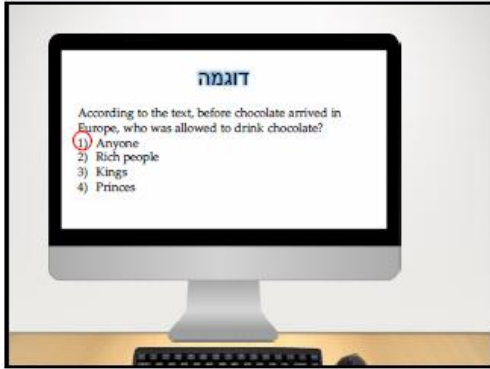 דוגמה
According to the text, before chocolate arrived in
Europe, who was allowed to drink chocolate?
1) Anyone
2) Rich people
3) Kings
4) Princes